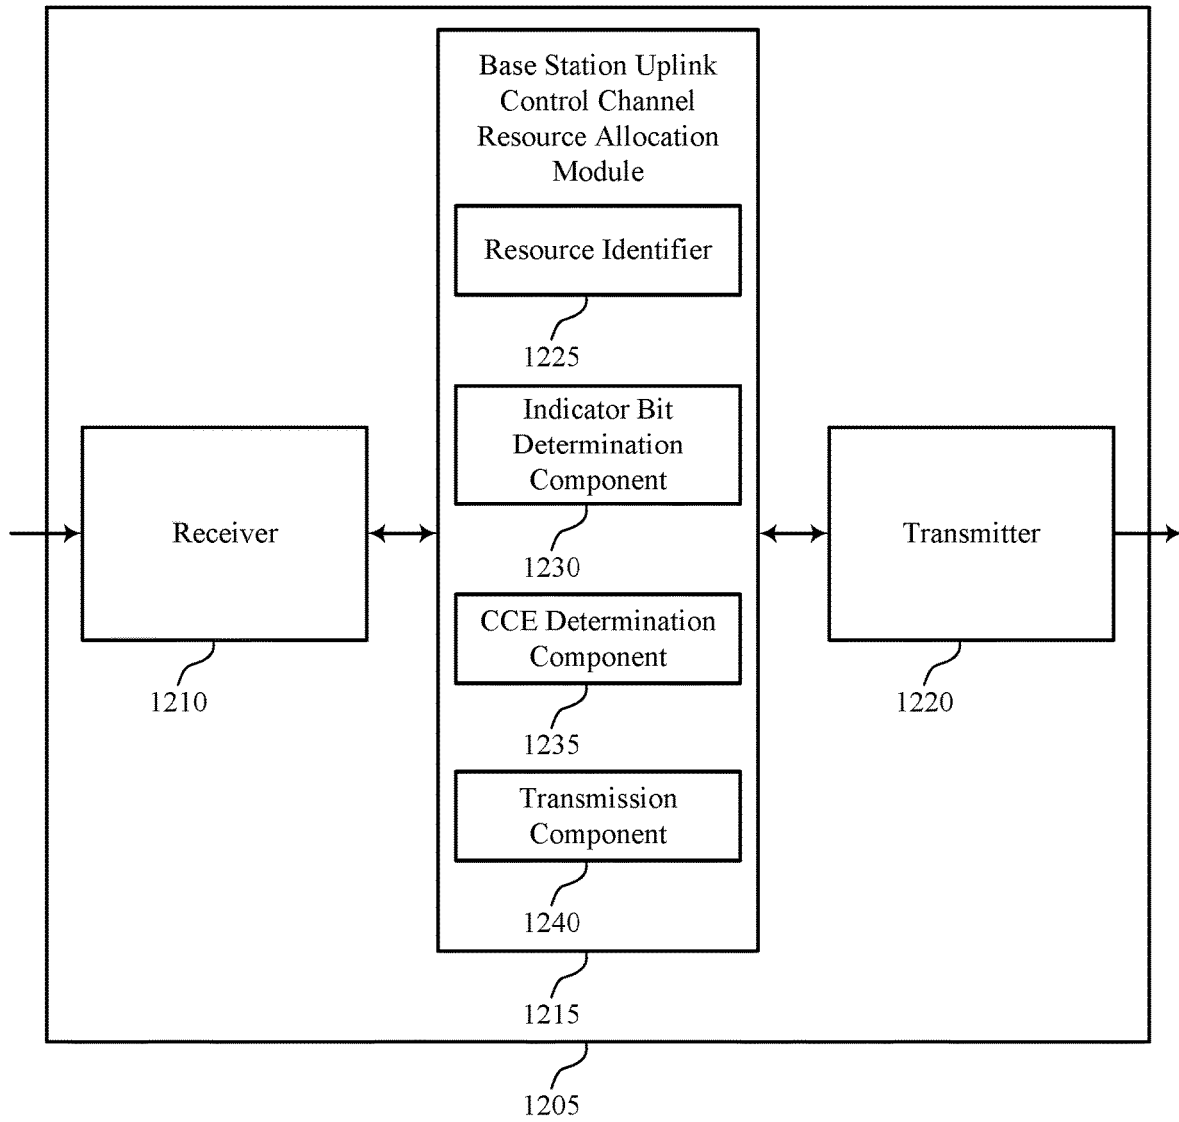 Base Station Uplink
Control Channel
Resource Allocation
Module
Resource Identifier
1225
Indicator Bit
Determination
Component
1230
CCE Determination
Component
1235
Transmission
Component
1240
1215
Receiver
1210
Transmitter
1220
1205